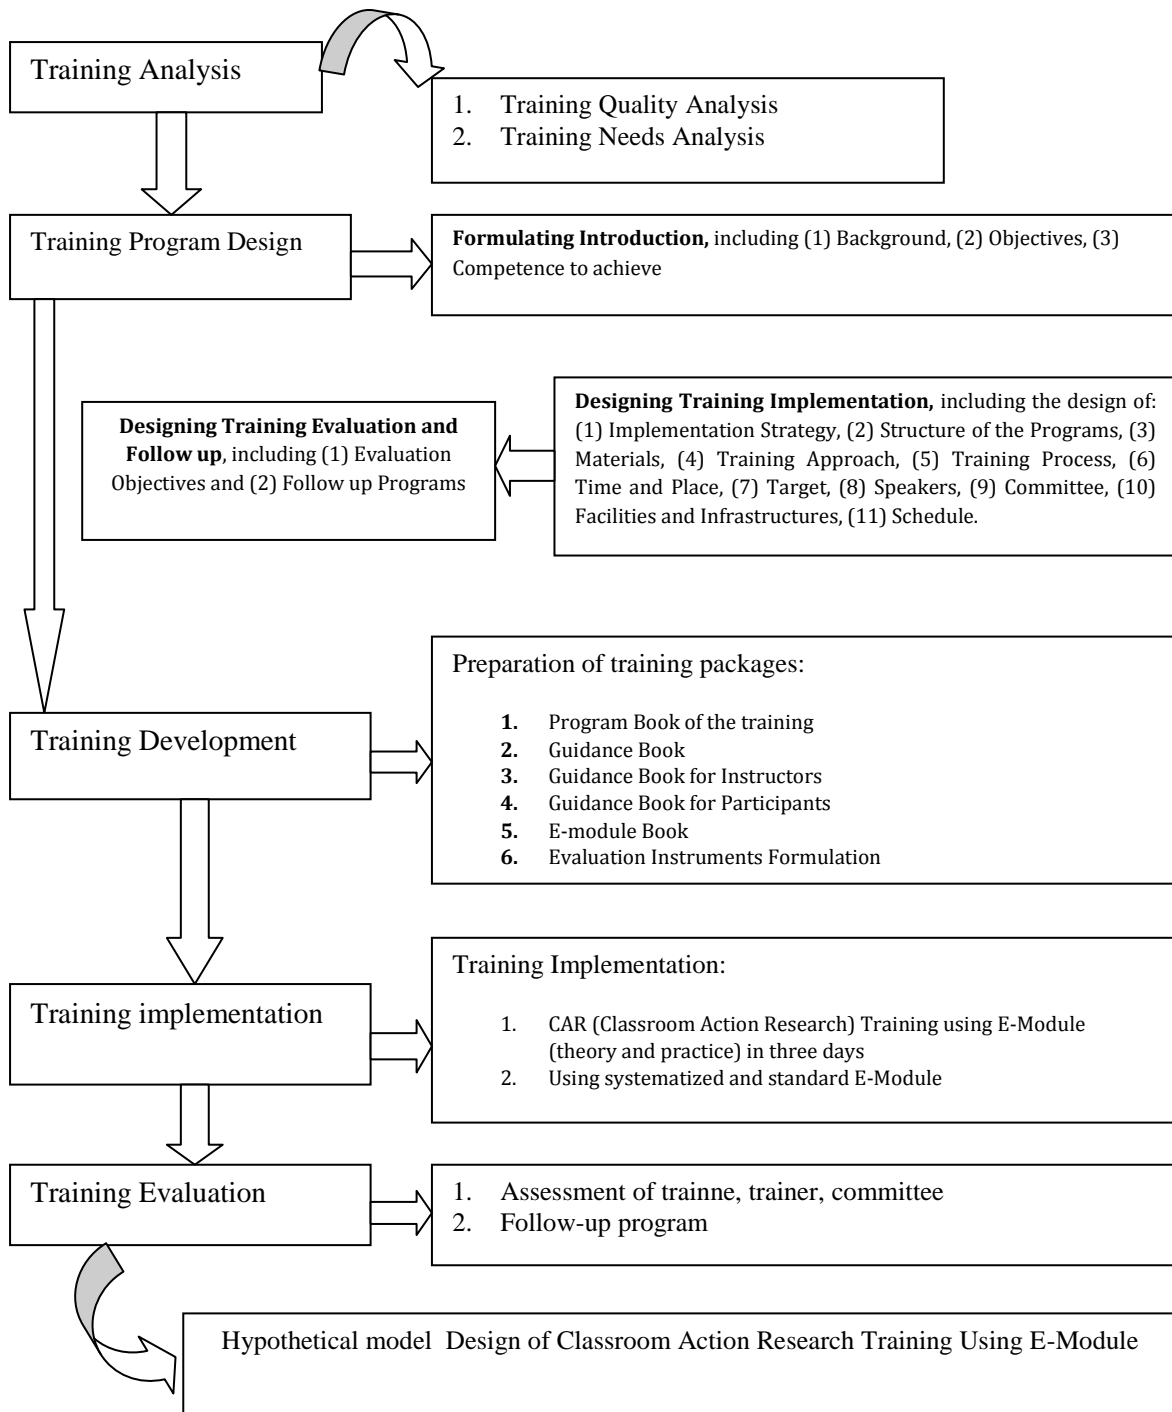 Training Analysis
1. Training Quality Analysis
2. Training Needs Analysis
Training Program Design
Formulating Introduction, including (1) Background, (2) Objectives, (3)
Competence to achieve
Designing Training Evaluation and
Follow up, including (1) Evaluation
Objectives and (2) Follow up Programs
Designing Training Implementation, including the design of:
(1) Implementation Strategy, (2) Structure of the Programs, (3)
Materials, (4) Training Approach, (5) Training Process, (6)
Time and Place, (7) Target, (8) Speakers, (9) Committee, (10)
Facilities and Infrastructures, (11) Schedule.
Training Development
Preparation of training packages:
1. Program Book of the training
2. Guidance Book
3. Guidance Book for Instructors
4. Guidance Book for Participants
5. E-module Book
6. Evaluation Instruments Formulation
Training implementation
Training Implementation:
1. CAR (Classroom Action Research) Training using E-Module
(theory and practice) in three days
2. Using systematized and standard E-Module
Training Evaluation
1. Assessment of trainne, trainer, committee
2. Follow-up program
Hypothetical model Design of Classroom Action Research Training Using E-Module